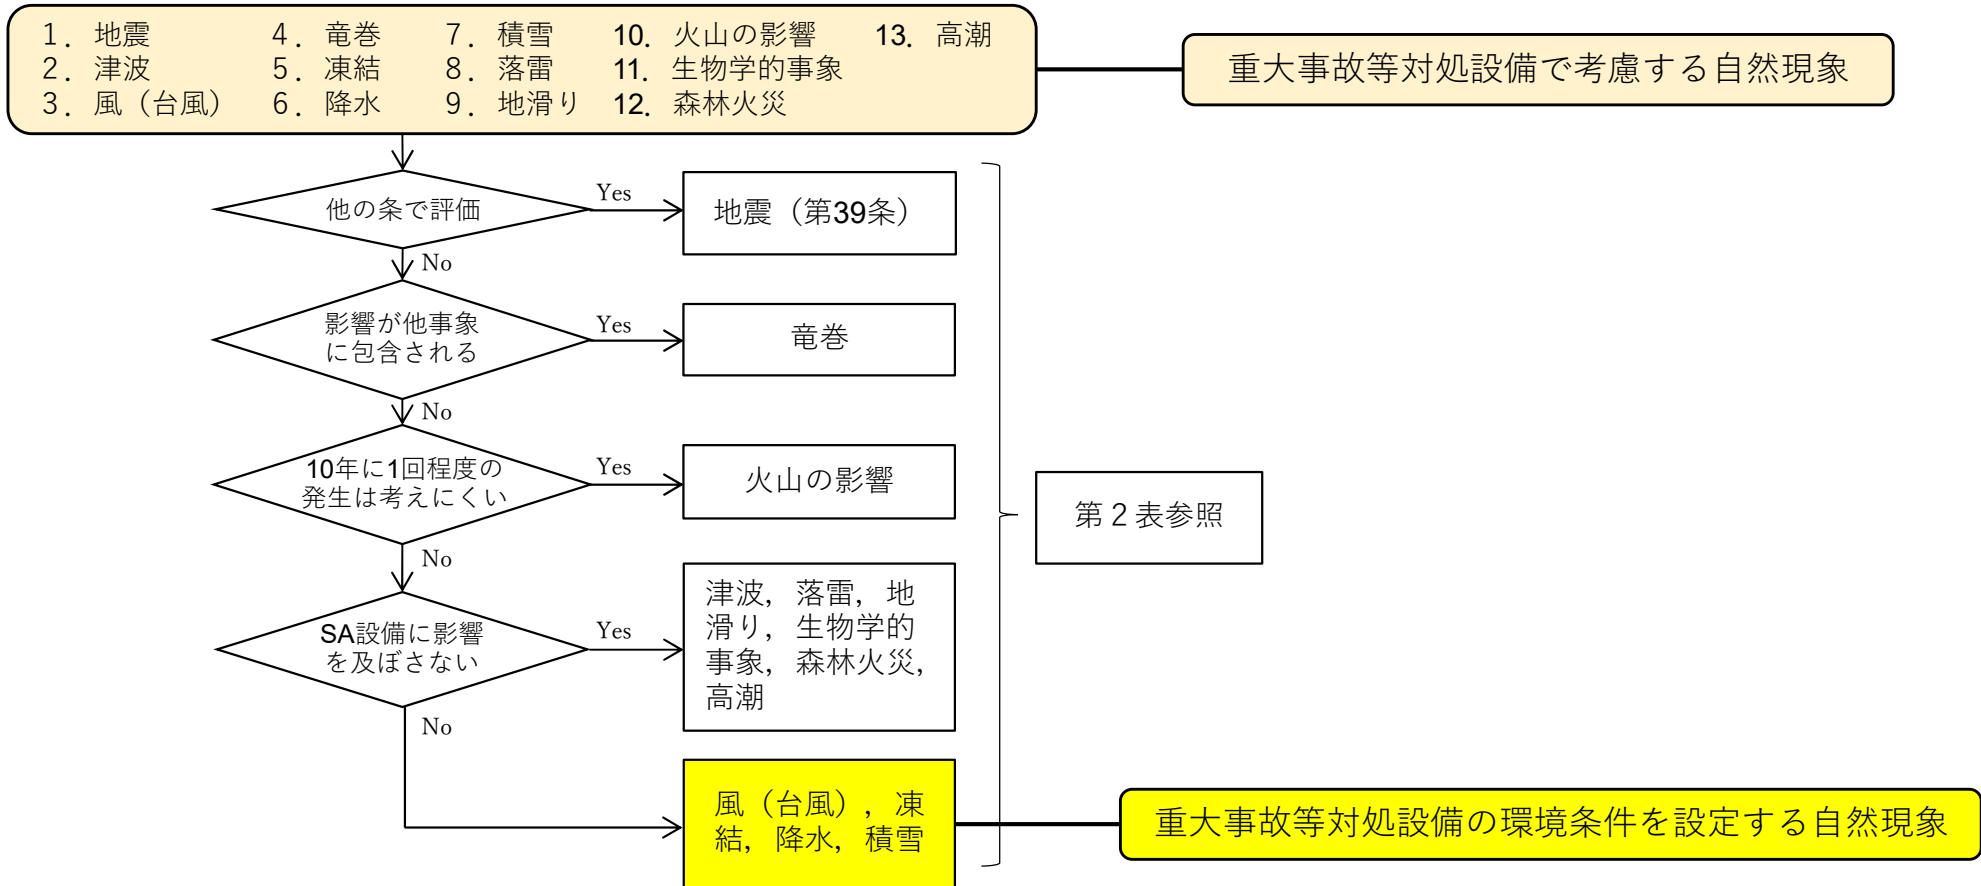 １．地震 ４．竜巻 ７．積雪 10．火山の影響 13．高潮
２．津波 ５．凍結 ８．落雷 11．生物学的事象
３．風（台風） ６．降水 ９．地滑り 12．森林火災
重大事故等対処設備で考慮する自然現象
他の条で評価
Yes
地震（第39条）
No
影響が他事象
に包含される
Yes
竜巻
No
10年に1回程度の
発生は考えにくい
Yes
火山の影響
第２表参照
No
SA設備に影響
を及ぼさない
Yes
津波，落雷，地
滑り，生物学的
事象，森林火災，
高潮
No
風（台風），凍
結，降水，積雪
重大事故等対処設備の環境条件を設定する自然現象